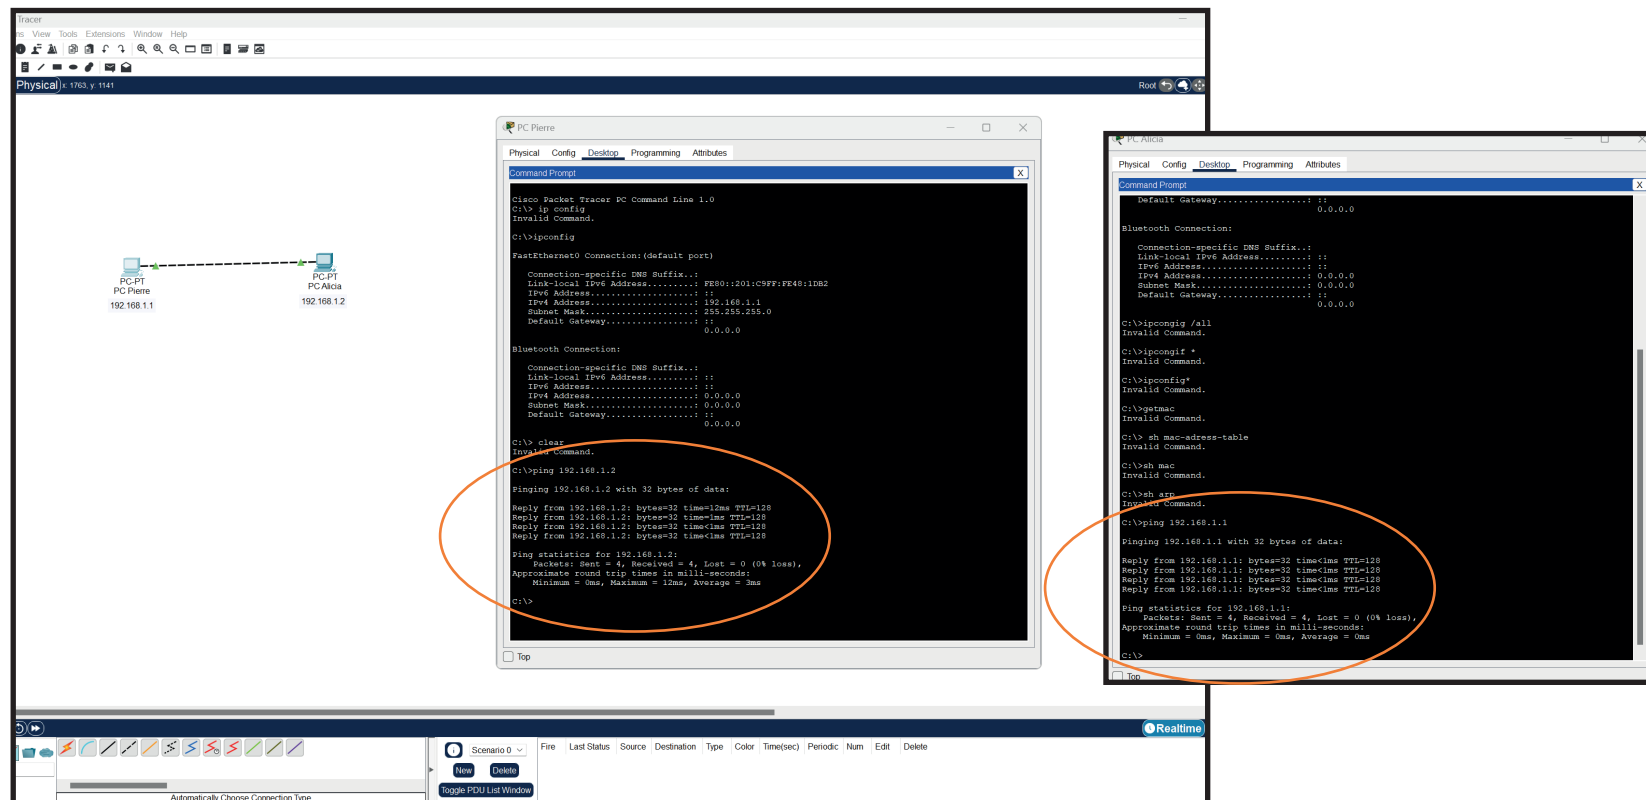 Tracer
ns View Tools Extensions Window Help
Physical x: 1763, y: 1141
Root
PC-PT
PC Pierre
192.168.1.1
PC-PT
PC Alicia
192.168.1.2
PC Pierre
Physical Config Desktop Programming Attributes
Command Prompt
X
Cisco Packet Tracer PC Command Line 1.0
C:\> ip config
Invalid Command.
C:\>ipconfig
FastEthernet0 Connection:(default port)
Connection-specific DNS Suffix..:
Link-local IPv6 Address.........: FE80::201:C9FF:FE48:1DB2
IPv6 Address....................: ::
IPv4 Address....................: 192.168.1.1
Subnet Mask.....................: 255.255.255.0
Default Gateway.................: ::
0.0.0.0
Bluetooth Connection:
Connection-specific DNS Suffix..:
Link-local IPv6 Address.........: ::
IPv6 Address....................: ::
IPv4 Address....................: 0.0.0.0
Subnet Mask.....................: 0.0.0.0
Default Gateway.................: ::
0.0.0.0
C:\> clear
Invalid Command.
C:\>ping 192.168.1.2
Pinging 192.168.1.2 with 32 bytes of data:
Reply from 192.168.1.2: bytes=32 time=12ms TTL=128
Reply from 192.168.1.2: bytes=32 time=1ms TTL=128
Reply from 192.168.1.2: bytes=32 time<1ms TTL=128
Reply from 192.168.1.2: bytes=32 time<1ms TTL=128
Ping statistics for 192.168.1.2:
Packets: Sent = 4, Received = 4, Lost = 0 (0% loss),
Approximate round trip times in milli-seconds:
Minimum = 0ms, Maximum = 12ms, Average = 3ms
C:\>
Top
PC Alicia
Physical Config Desktop Programming Attributes
Command Prompt
X
Default Gateway.................: ::
0.0.0.0
Bluetooth Connection:
Connection-specific DNS Suffix..:
Link-local IPv6 Address.........: ::
IPv6 Address....................: ::
IPv4 Address....................: 0.0.0.0
Subnet Mask.....................: 0.0.0.0
Default Gateway.................: ::
0.0.0.0
C:\>ipcongig /all
Invalid Command.
C:\>ipcongif *
Invalid Command.
C:\>ipconfig*
Invalid Command.
C:\>getmac
Invalid Command.
C:\> sh mac-adress-table
Invalid Command.
C:\>sh mac
Invalid Command.
C:\>sh arp
Invalid Command.
C:\>ping 192.168.1.1
Pinging 192.168.1.1 with 32 bytes of data:
Reply from 192.168.1.1: bytes=32 time<1ms TTL=128
Reply from 192.168.1.1: bytes=32 time<1ms TTL=128
Reply from 192.168.1.1: bytes=32 time<1ms TTL=128
Reply from 192.168.1.1: bytes=32 time<1ms TTL=128
Ping statistics for 192.168.1.1:
Packets: Sent = 4, Received = 4, Lost = 0 (0% loss),
Approximate round trip times in milli-seconds:
Minimum = 0ms, Maximum = 0ms, Average = 0ms
C:\>
Top
Realtime
Scenario 0
New Delete
Toggle PDU List Window
Fire Last Status Source Destination Type Color Time(sec) Periodic Num Edit Delete
Automatically Choose Connection Type